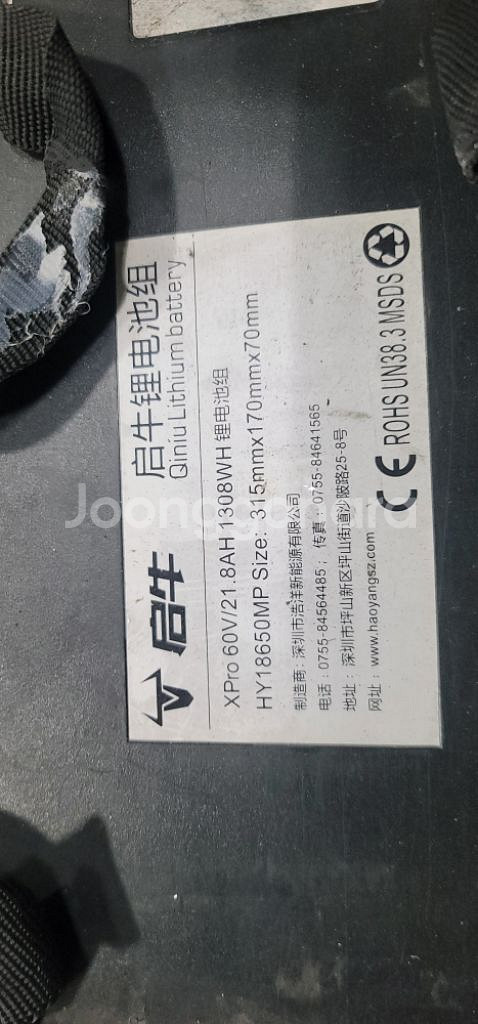 启牛
启牛锂电池组
Qiniu Lithium battery
XPro 60V/21.8AH 1308WH 锂电池组
HY18650MP Size: 315mmx170mmx70mm
制造商：深圳市浩洋新能源有限公司
电话：0755-84564485；传真：0755-84641565
地址：深圳市坪山新区坪山街道沙陂路25-8号
网址：www.haoyangsz.com
CE ROHS UN38.3 MSDS
Joonggonara